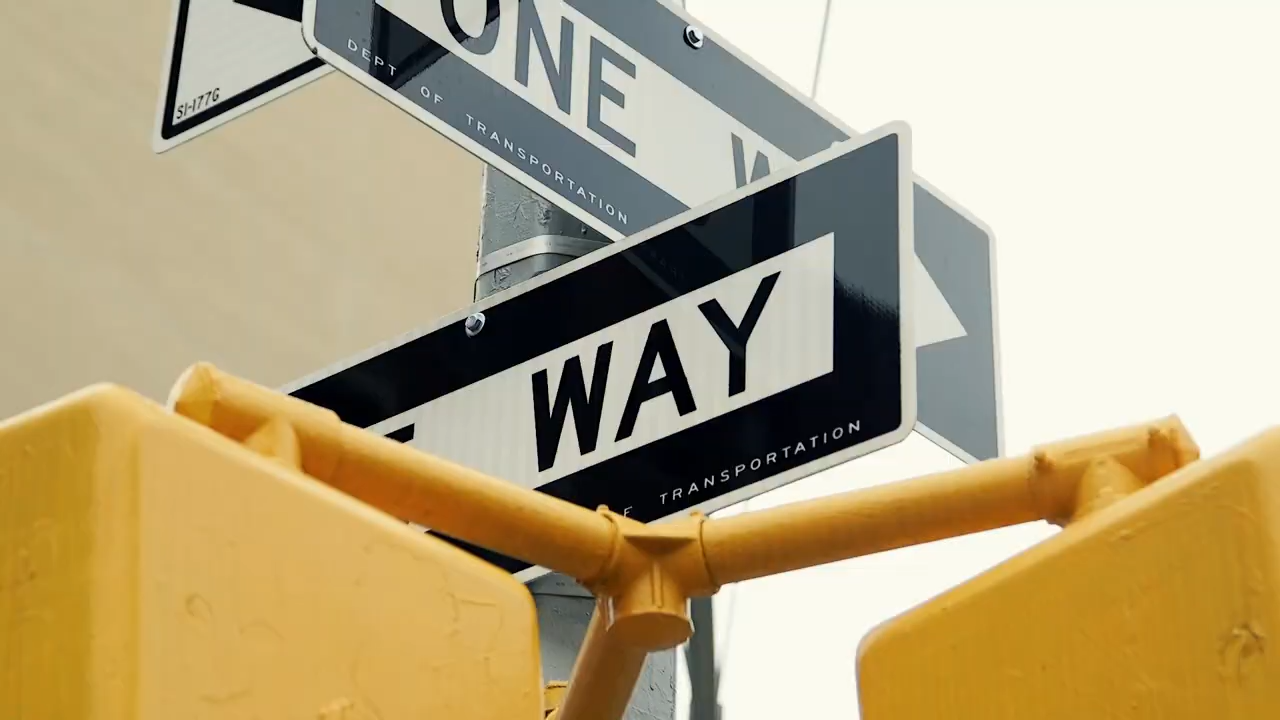 SI-177G
ONE W
DEPT OF TRANSPORTATION
WAY
TRANSPORTATION